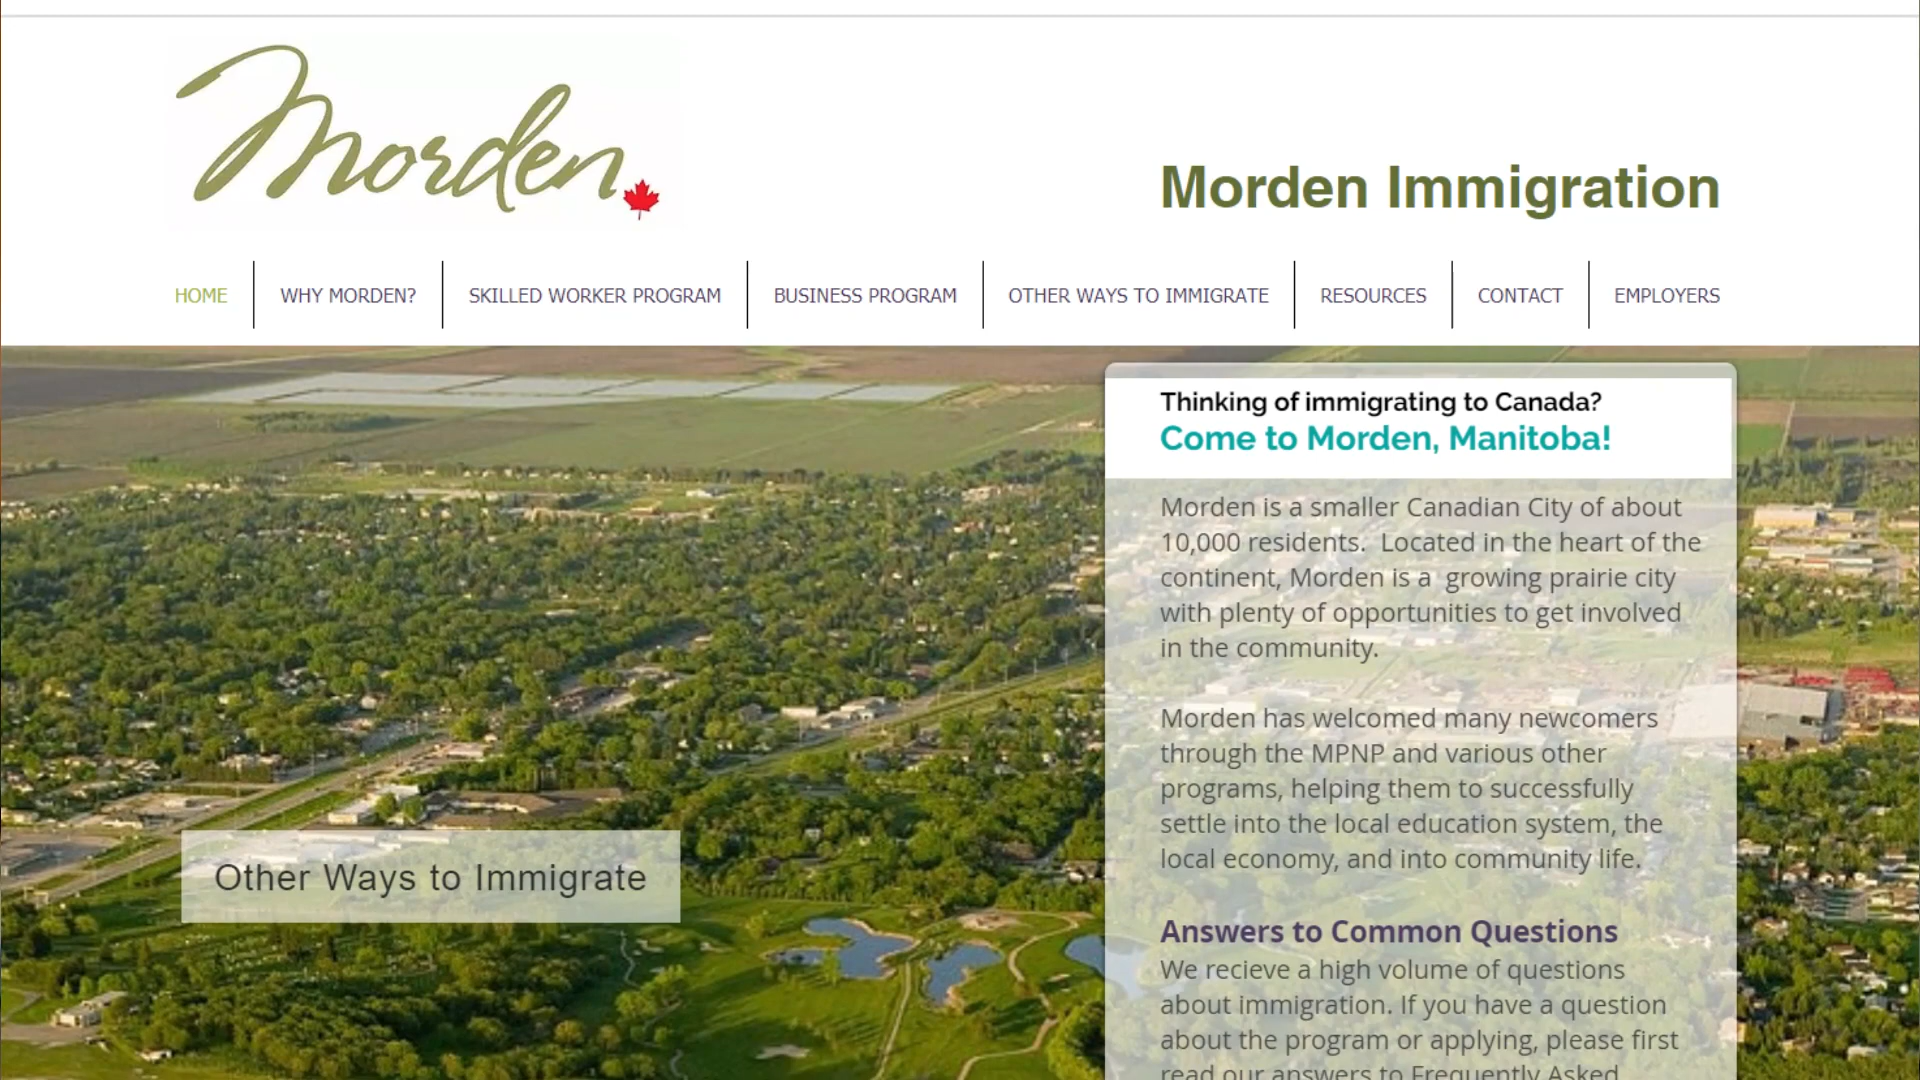 Morden
Morden Immigration
HOME
WHY MORDEN?
SKILLED WORKER PROGRAM
BUSINESS PROGRAM
OTHER WAYS TO IMMIGRATE
RESOURCES
CONTACT
EMPLOYERS
Thinking of immigrating to Canada?
Come to Morden, Manitoba!
Morden is a smaller Canadian City of about
10,000 residents. Located in the heart of the
continent, Morden is a growing prairie city
with plenty of opportunities to get involved
in the community.
Morden has welcomed many newcomers
through the MPNP and various other
programs, helping them to successfully
settle into the local education system, the
local economy, and into community life.
Other Ways to Immigrate
Answers to Common Questions
We recieve a high volume of questions
about immigration. If you have a question
about the program or applying, please first
read our answers to Frequently Asked